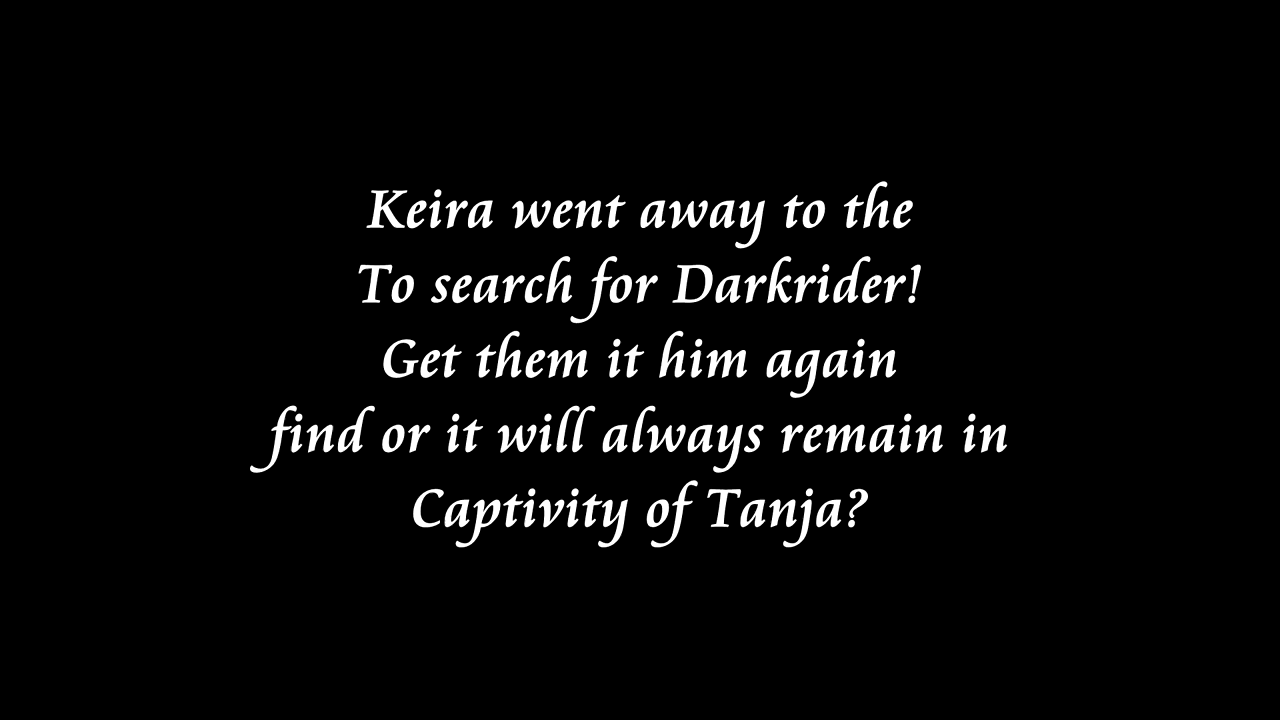 Keira went away to the
To search for Darkrider!
Get them it him again
find or it will always remain in
Captivity of Tanja?